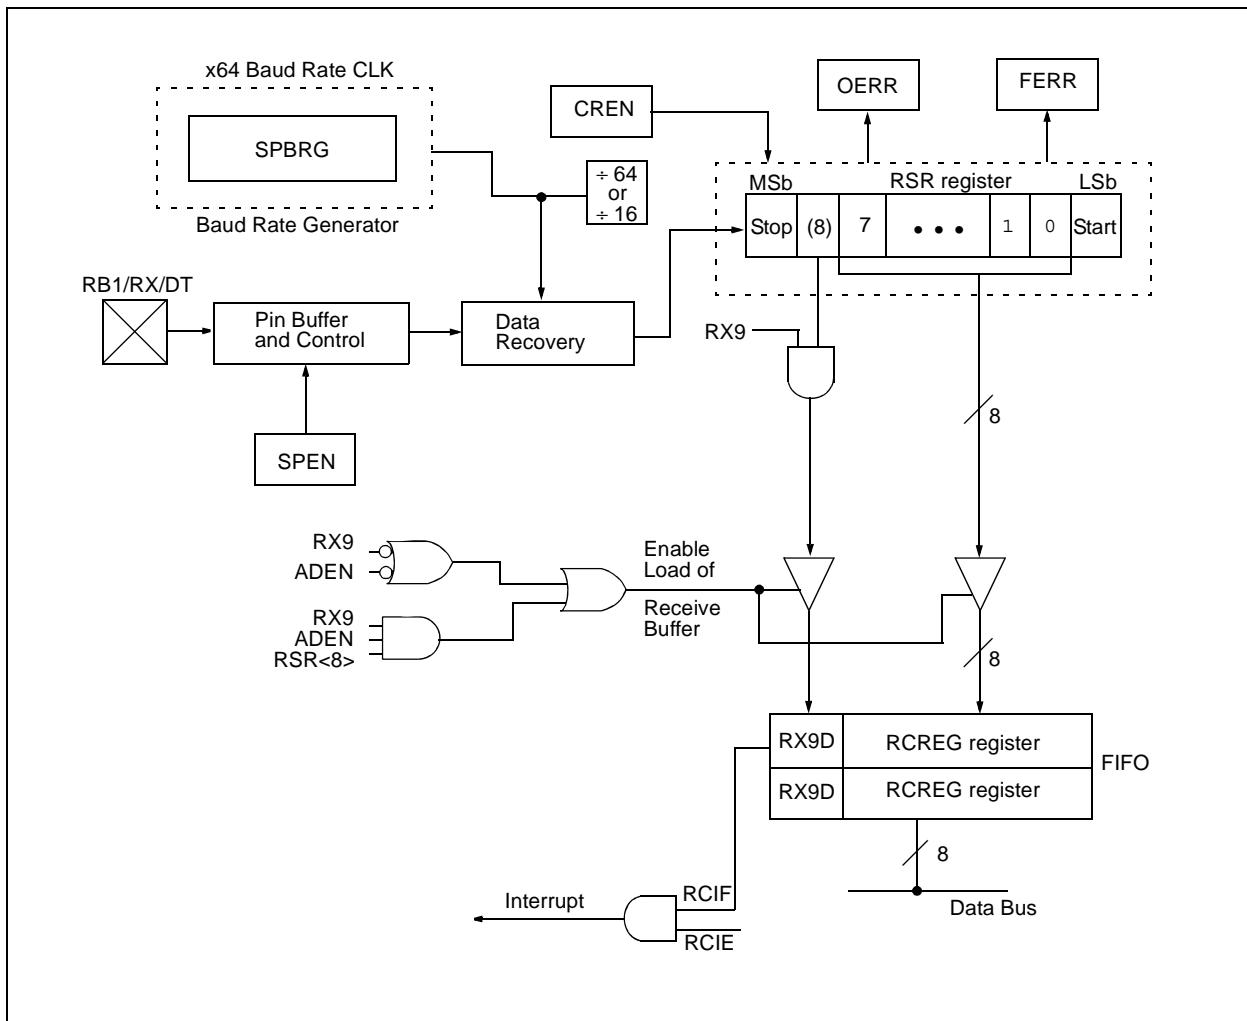 x64 Baud Rate CLK
SPBRG
Baud Rate Generator
CREN
OERR
FERR
÷ 64
or
÷ 16
MSb
RSR register
LSb
Stop
(8)
7
• • •
1
0
Start
RB1/RX/DT
Pin Buffer
and Control
Data
Recovery
SPEN
RX9
8
RX9
ADEN
RX9
ADEN
RSR<8>
Enable
Load of
Receive
Buffer
8
RX9D
RCREG register
RX9D
RCREG register
FIFO
8
Data Bus
Interrupt
RCIF
RCIE